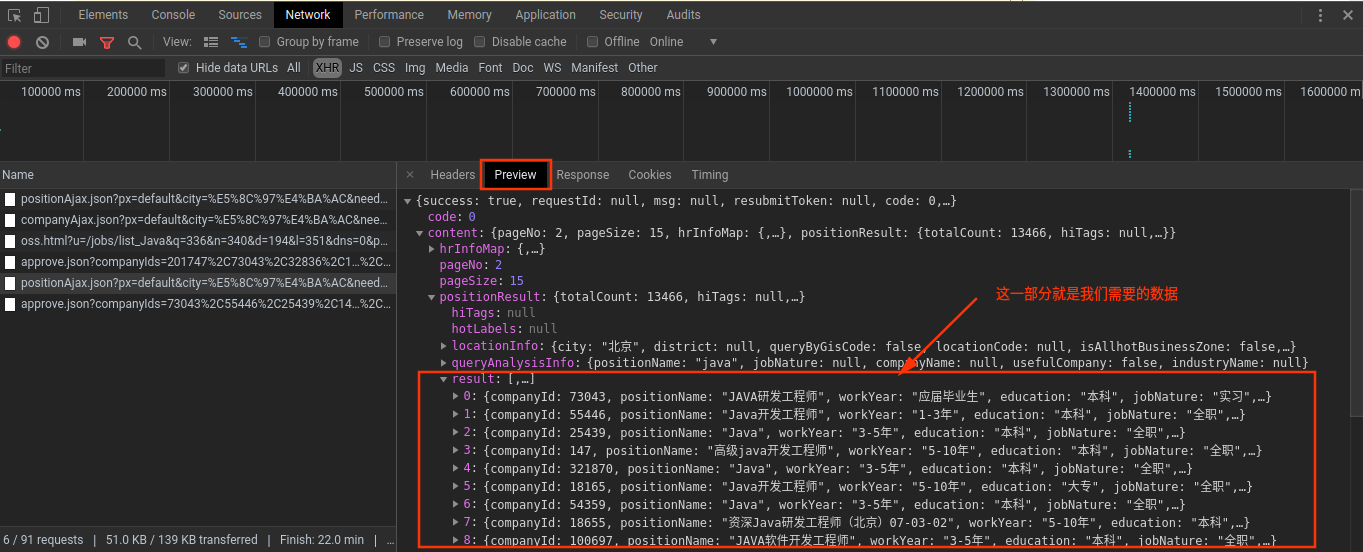 Elements Console Sources Network Performance Memory Application Security Audits
View: Group by frame Preserve log Disable cache Offline Online
Filter Hide data URLs All XHR JS CSS Img Media Font Doc WS Manifest Other
100000 ms 200000 ms 300000 ms 400000 ms 500000 ms 600000 ms 700000 ms 800000 ms 900000 ms 1000000 ms 1100000 ms 1200000 ms 1300000 ms 1400000 ms 1500000 ms 1600000 ms
Name
positionAjax.json?px=default&city=%E5%8C%97%E4%BA%AC&need…
companyAjax.json?px=default&city=%E5%8C%97%E4%BA%AC&nee…
oss.html?u=/jobs/list_Java&q=336&n=340&d=194&l=351&dns=0&p…
approve.json?companyIds=201747%2C73043%2C32836%2C1…%2C…
positionAjax.json?px=default&city=%E5%8C%97%E4%BA%AC&need…
approve.json?companyIds=73043%2C55446%2C25439%2C14…%2C…
6 / 91 requests | 51.0 KB / 139 KB transferred | Finish: 22.0 min | …
× Headers Preview Response Cookies Timing
{success: true, requestId: null, msg: null, resubmitToken: null, code: 0,…}
code: 0
content: {pageNo: 2, pageSize: 15, hrInfoMap: {,…}, positionResult: {totalCount: 13466, hiTags: null,…}}
hrInfoMap: {,…}
pageNo: 2
pageSize: 15
positionResult: {totalCount: 13466, hiTags: null,…}
这一部分就是我们需要的数据
hiTags: null
hotLabels: null
locationInfo: {city: "北京", district: null, queryByGisCode: false, locationCode: null, isAllhotBusinessZone: false,…}
queryAnalysisInfo: {positionName: "java", jobNature: null, companyName: null, usefulCompany: false, industryName: null}
result: [,…]
0: {companyId: 73043, positionName: "JAVA研发工程师", workYear: "应届毕业生", education: "本科", jobNature: "实习",…}
1: {companyId: 55446, positionName: "Java开发工程师", workYear: "1-3年", education: "本科", jobNature: "全职",…}
2: {companyId: 25439, positionName: "Java", workYear: "3-5年", education: "本科", jobNature: "全职",…}
3: {companyId: 147, positionName: "高级java开发工程师", workYear: "5-10年", education: "本科", jobNature: "全职",…}
4: {companyId: 321870, positionName: "Java", workYear: "3-5年", education: "本科", jobNature: "全职",…}
5: {companyId: 18165, positionName: "Java开发工程师", workYear: "5-10年", education: "大专", jobNature: "全职",…}
6: {companyId: 54359, positionName: "Java", workYear: "3-5年", education: "本科", jobNature: "全职",…}
7: {companyId: 18655, positionName: "资深Java研发工程师（北京）07-03-02", workYear: "5-10年", education: "本科",…}
8: {companyId: 100697, positionName: "JAVA软件开发工程师", workYear: "3-5年", education: "本科", jobNature: "全职",…}